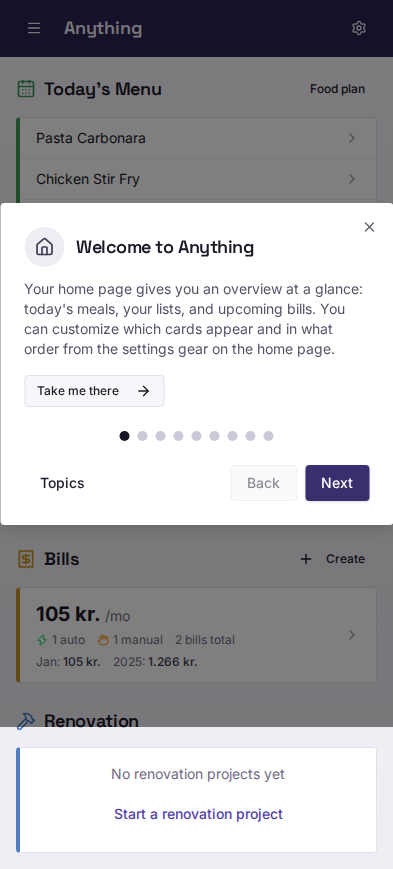 Anything
Today's Menu
Food plan
Pasta Carbonara
Chicken Stir Fry
Welcome to Anything
Your home page gives you an overview at a glance:
today's meals, your lists, and upcoming bills. You
can customize which cards appear and in what
order from the settings gear on the home page.
Take me there
Topics
Back
Next
Bills
Create
105 kr. /mo
1 auto 1 manual 2 bills total
Jan: 105 kr. 2025: 1.266 kr.
Renovation
No renovation projects yet
Start a renovation project